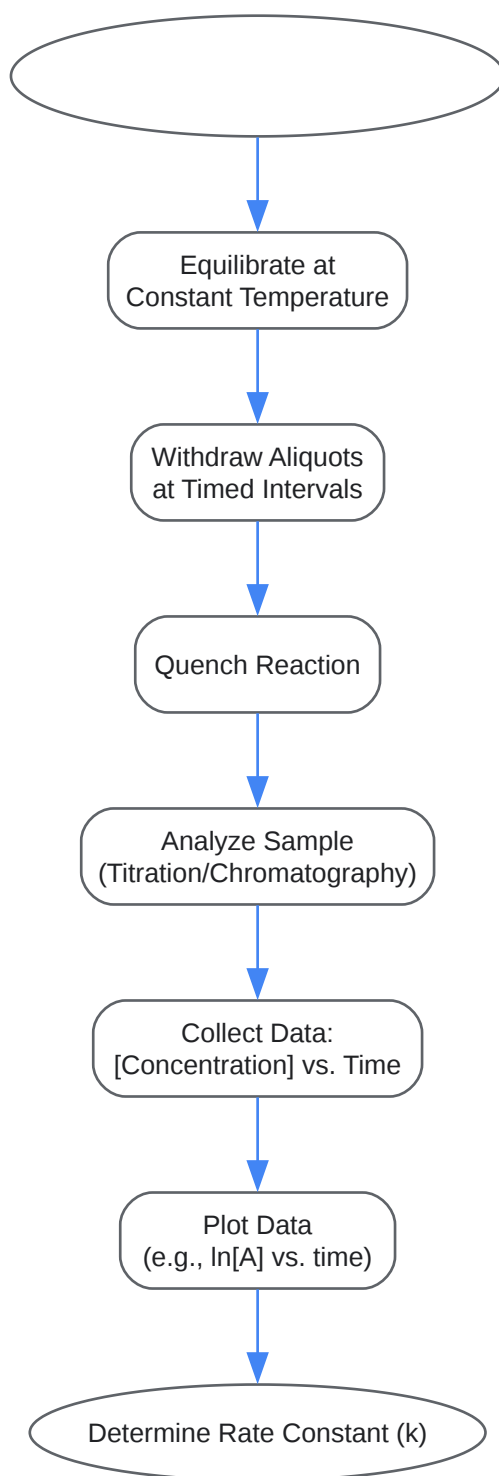 Equilibrate at
Constant Temperature
Withdraw Aliquots
at Timed Intervals
Quench Reaction
Analyze Sample
(Titration/Chromatography)
Collect Data:
[Concentration] vs. Time
Plot Data
(e.g., ln[A] vs. time)
Determine Rate Constant (k)